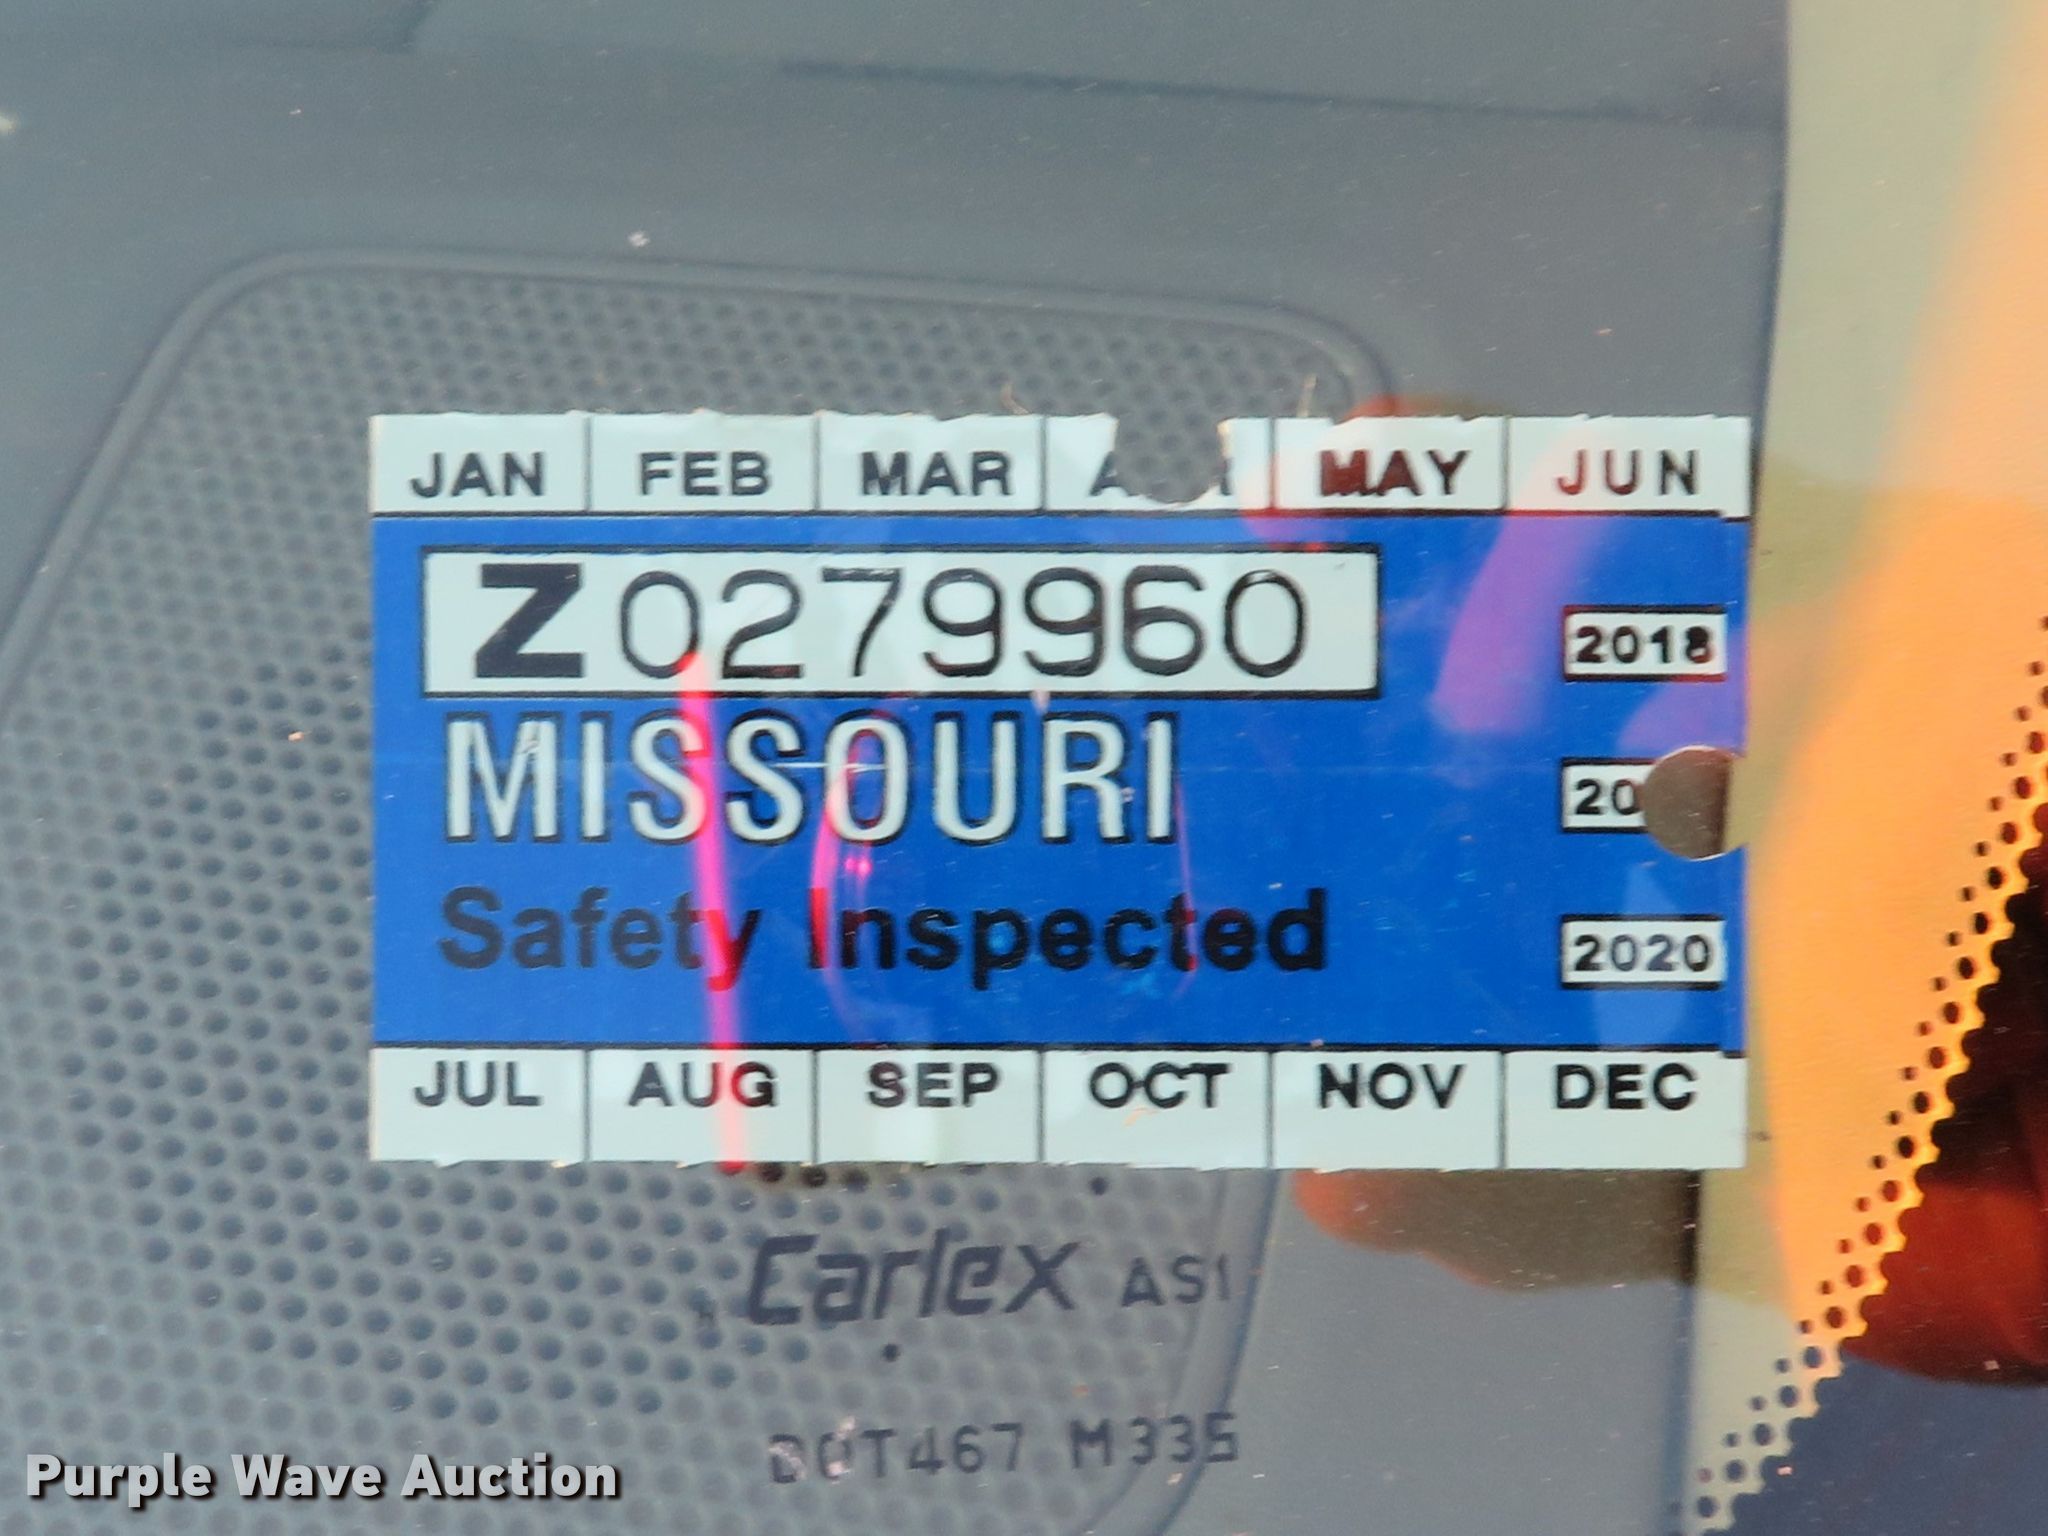 JAN FEB MAR MAY JUN
Z0279960
2018
MISSOURI
Safety Inspected
2020
JUL AUG SEP OCT NOV DEC
Carlex AS1
DOT467 M335
Purple Wave Auction